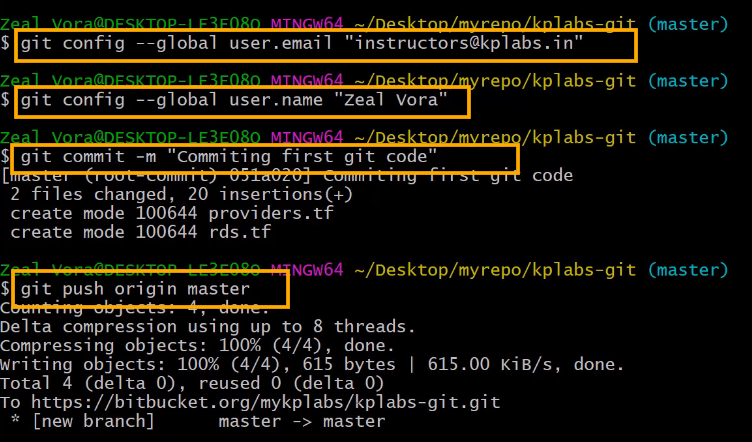 Zeal Vora@DESKTOP-LE3E08O MINGW64 ~/Desktop/myrepo/kplabs-git (master)
$ git config --global user.email "instructors@kplabs.in"
Zeal Vora@DESKTOP-LE3E08O MINGW64 ~/Desktop/myrepo/kplabs-git (master)
$ git config --global user.name "Zeal Vora"
Zeal Vora@DESKTOP-LE3E08O MINGW64 ~/Desktop/myrepo/kplabs-git (master)
$ git commit -m "Commiting first git code"
[master (root-commit) 051a020] Commiting first git code
2 files changed, 20 insertions(+)
create mode 100644 providers.tf
create mode 100644 rds.tf
Zeal Vora@DESKTOP-LE3E08O MINGW64 ~/Desktop/myrepo/kplabs-git (master)
$ git push origin master
Counting objects: 4, done.
Delta compression using up to 8 threads.
Compressing objects: 100% (4/4), done.
Writing objects: 100% (4/4), 615 bytes | 615.00 KiB/s, done.
Total 4 (delta 0), reused 0 (delta 0)
To https://bitbucket.org/mykplabs/kplabs-git.git
* [new branch] master -> master